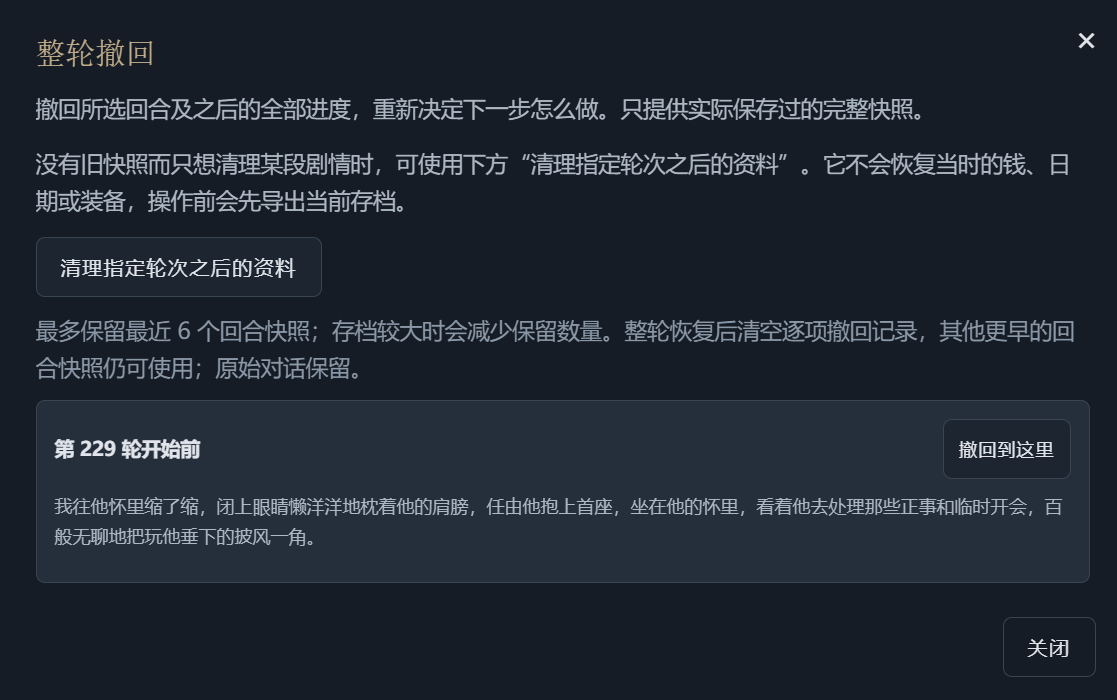 整轮撤回
撤回所选回合及之后的全部进度，重新决定下一步怎么做。只提供实际保存过的完整快照。
没有旧快照而只想清理某段剧情时，可使用下方“清理指定轮次之后的资料”。它不会恢复当时的钱、日
期或装备，操作前会先导出当前存档。
清理指定轮次之后的资料
最多保留最近 6 个回合快照；存档较大时会减少保留数量。整轮恢复后清空逐项撤回记录，其他更早的回
合快照仍可使用；原始对话保留。
第 229 轮开始前
撤回到这里
我往他怀里缩了缩，闭上眼睛懒洋洋地枕着他的肩膀，任由他抱上首座，坐在他的怀里，看着他去处理那些正事和临时开会，百
般无聊地把玩他垂下的披风一角。
关闭